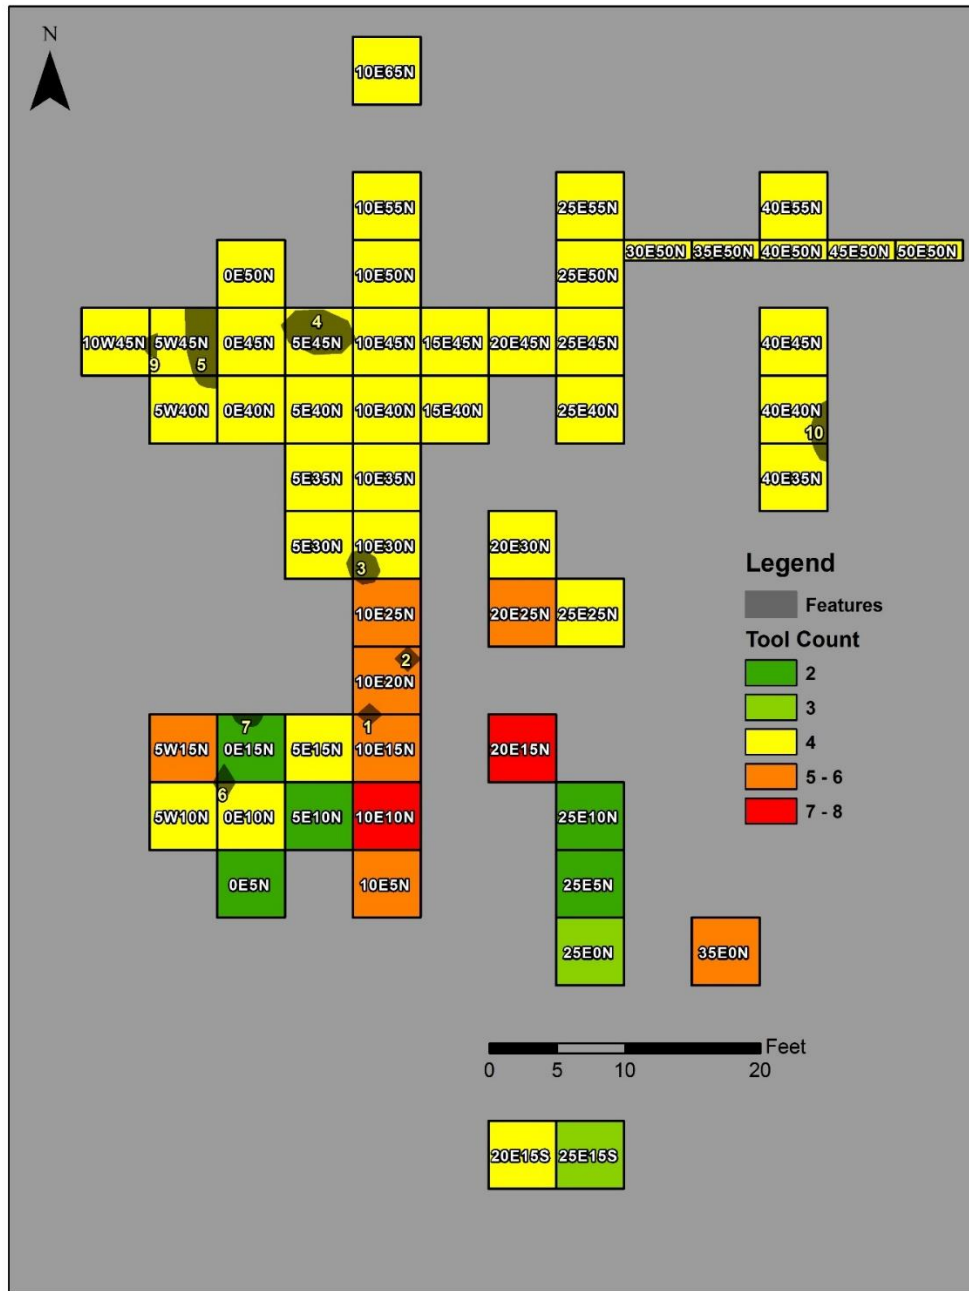 N
10E65N
10E55N 25E55N 40E55N
0E50N 10E50N 25E50N 30E50N 35E50N 40E50N 45E50N 50E50N
4
10W45N 5W45N 0E45N 5E45N 10E45N 15E45N 20E45N 25E45N 40E45N
9 5
5W40N 0E40N 5E40N 10E40N 15E40N 25E40N 40E40N
10
5E35N 10E35N 40E35N
5E30N 10E30N 20E30N
3
10E25N 20E25N 25E25N
2
10E20N
7 1
5W15N 0E15N 5E15N 10E15N 20E15N
6
5W10N 0E10N 5E10N 10E10N 25E10N
0E5N 10E5N 25E5N
25E0N 35E0N
Legend
Features
Tool Count
2
3
4
5 - 6
7 - 8
Feet
0 5 10 20
20E15S 25E15S